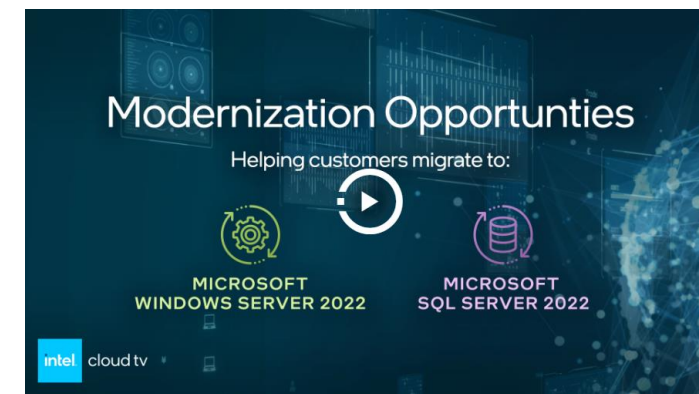 Modernization Opportunties
Helping customers migrate to:
MICROSOFT
WINDOWS SERVER 2022
MICROSOFT
SQL SERVER 2022
intel. cloud tv